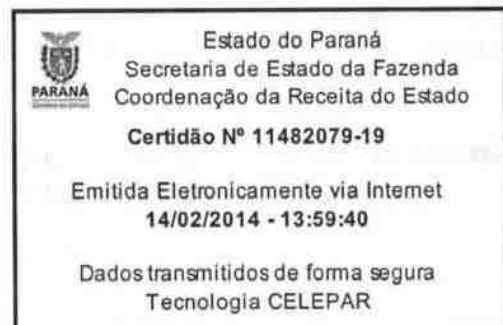 Estado do Paraná
Secretaria de Estado da Fazenda
PARANÁ
Coordenação da Receita do Estado
Certidão Nº 11482079-19
Emitida Eletronicamente via Internet
14/02/2014 - 13:59:40
Dados transmitidos de forma segura
Tecnologia CELEPAR